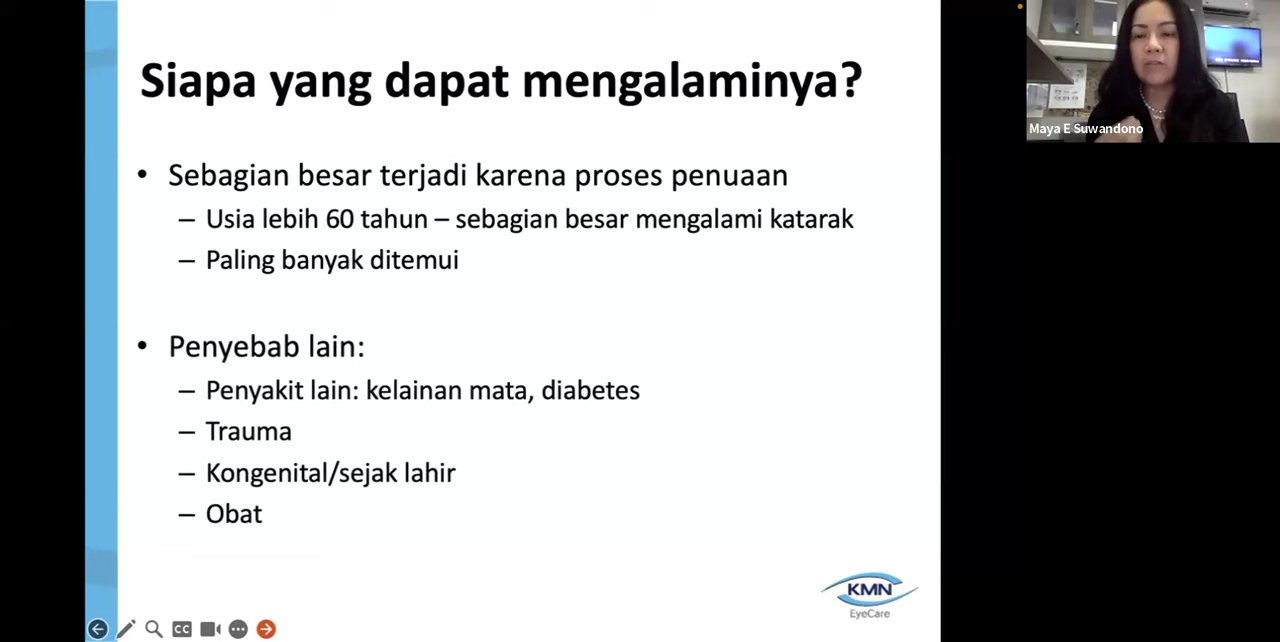 Siapa yang dapat mengalaminya?
• Sebagian besar terjadi karena proses penuaan
– Usia lebih 60 tahun – sebagian besar mengalami katarak
– Paling banyak ditemui
• Penyebab lain:
– Penyakit lain: kelainan mata, diabetes
– Trauma
– Kongenital/sejak lahir
– Obat
KMN
EyeCare
CC
Maya E Suwandono